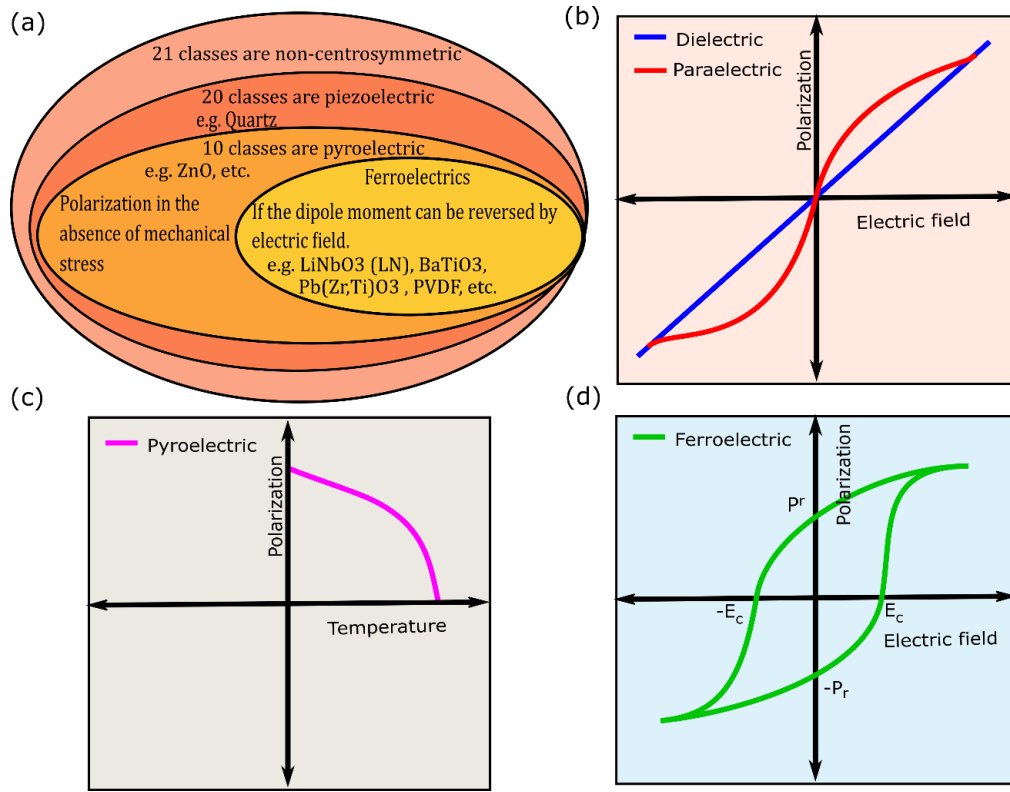 (a)
21 classes are non-centrosymmetric
20 classes are piezoelectric
e.g. Quartz
10 classes are pyroelectric
e.g. ZnO, etc.
Polarization in the
absence of mechanical
stress
Ferroelectrics
If the dipole moment can be reversed by
electric field.
e.g. LiNbO3 (LN), BaTiO3,
Pb(Zr,Ti)O3 , PVDF, etc.
(b)
Dielectric
Paraelectric
Polarization
Electric field
(c)
Pyroelectric
Polarization
Temperature
(d)
Ferroelectric
Polarization
Pʳ
-E꜀
E꜀
Electric field
-Pᵣ